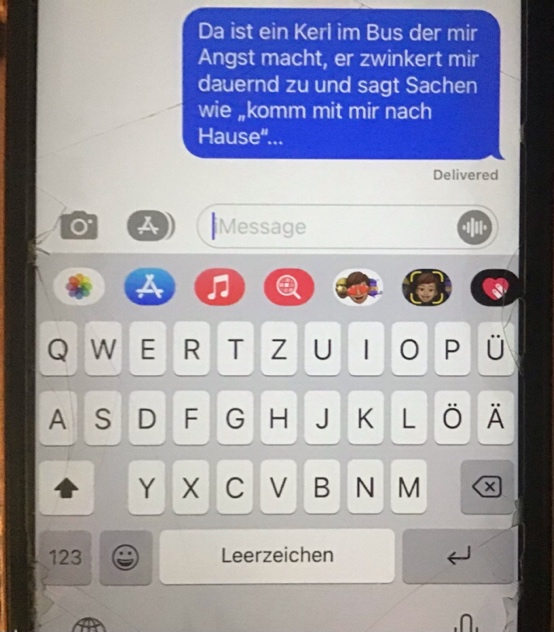 Da ist ein Kerl im Bus der mir
Angst macht, er zwinkert mir
dauernd zu und sagt Sachen
wie „komm mit mir nach
Hause“...
Delivered
iMessage
Q W E R T Z U I O P Ü
A S D F G H J K L Ö Ä
Y X C V B N M
123 Leerzeichen